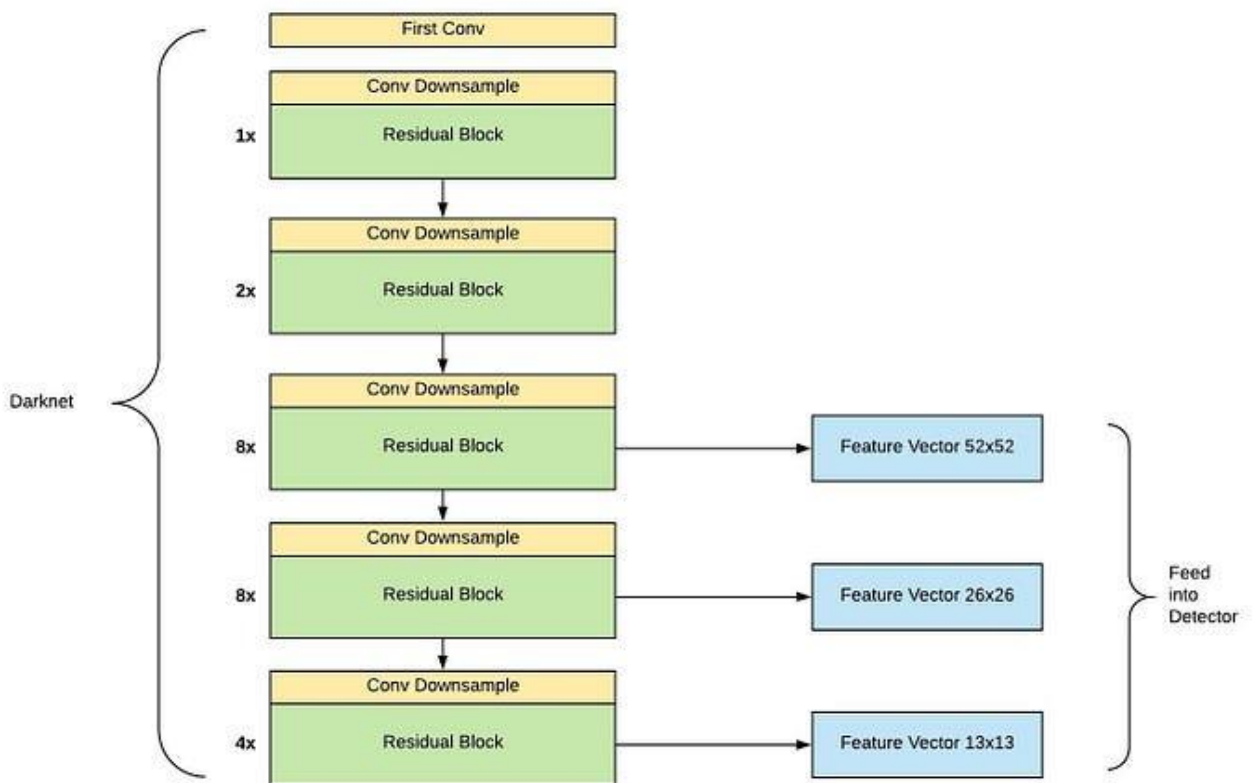 First Conv
Conv Downsample
1x
Residual Block
Conv Downsample
2x
Residual Block
Darknet
Conv Downsample
8x
Residual Block
Feature Vector 52x52
Conv Downsample
8x
Residual Block
Feature Vector 26x26
Feed
into
Detector
Conv Downsample
4x
Residual Block
Feature Vector 13x13